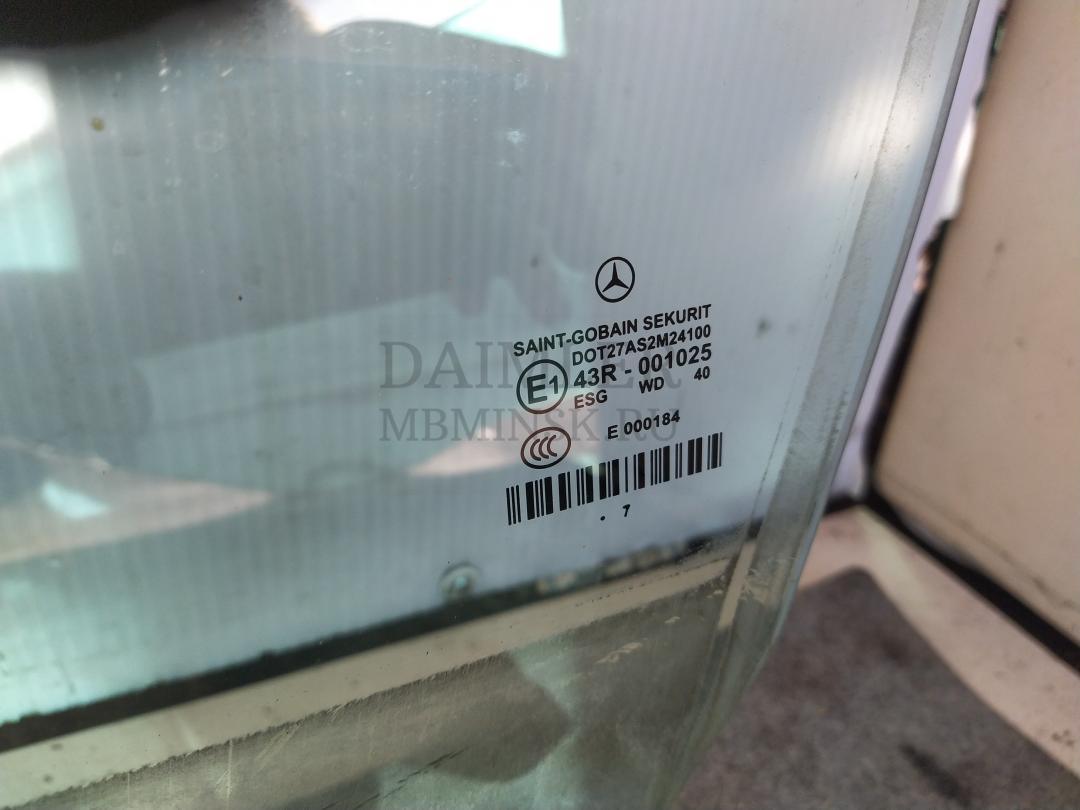 SAINT-GOBAIN SEKURIT
DOT27AS2M24100
E1 43R - 001025
ESG WD 40
CCC E 000184
. 7
DAIMLER
MBMINSK.RU